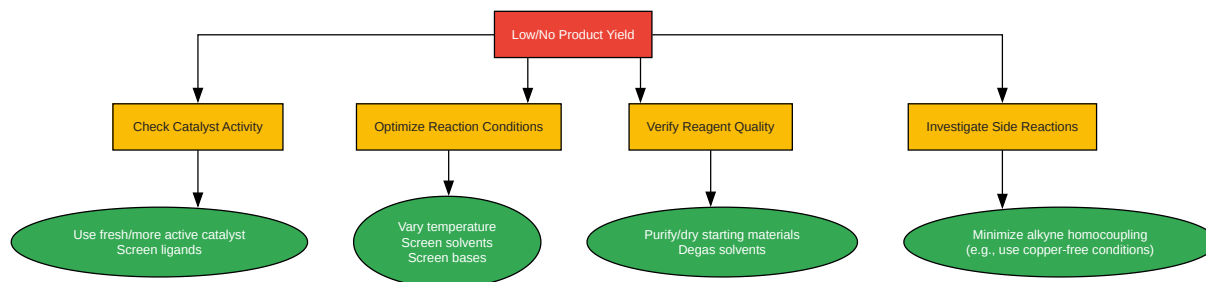 Low/No Product Yield
Check Catalyst Activity
Optimize Reaction Conditions
Verify Reagent Quality
Investigate Side Reactions
Use fresh/more active catalyst
Screen ligands
Vary temperature
Screen solvents
Screen bases
Purify/dry starting materials
Degas solvents
Minimize alkyne homocoupling
(e.g., use copper-free conditions)